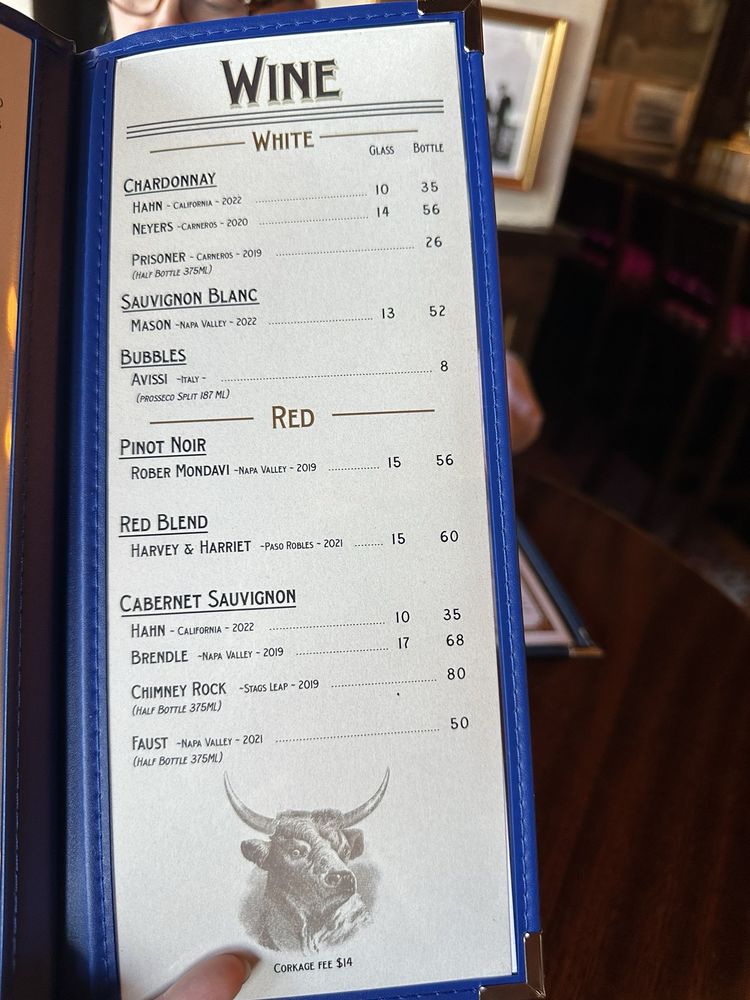 WINE
WHITE
GLASS BOTTLE
CHARDONNAY
HAHN - CALIFORNIA - 2022 10 35
NEYERS - CARNEROS - 2020 14 56
PRISONER - CARNEROS - 2019 26
(HALF BOTTLE 375ML)
SAUVIGNON BLANC
MASON - NAPA VALLEY - 2022 13 52
BUBBLES
AVISSI - ITALY - 8
(PROSSECO SPLIT 187 ML)
RED
PINOT NOIR
ROBER MONDAVI - NAPA VALLEY - 2019 15 56
RED BLEND
HARVEY & HARRIET - PASO ROBLES - 2021 15 60
CABERNET SAUVIGNON
HAHN - CALIFORNIA - 2022 10 35
BRENDLE - NAPA VALLEY - 2019 17 68
CHIMNEY ROCK - STAGS LEAP - 2019 80
(HALF BOTTLE 375ML)
FAUST - NAPA VALLEY - 2021 50
(HALF BOTTLE 375ML)
CORKAGE FEE $14